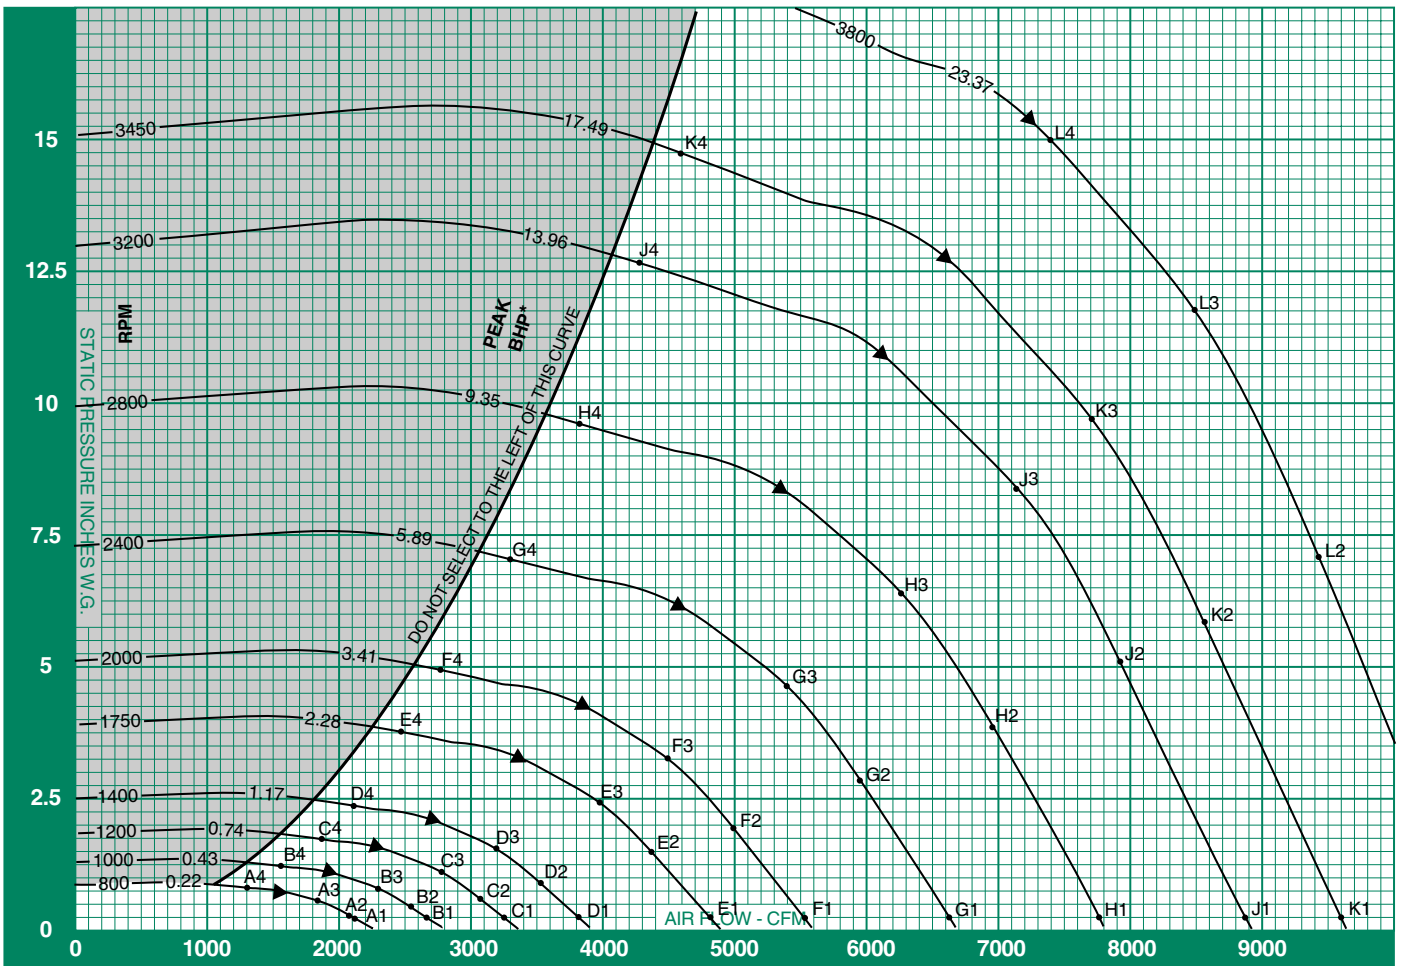 3800
23.37
L4
15
3450
17.49
K4
3200
13.96
J4
12.5
L3
RPM
PEAK
BHP*
STATIC PRESSURE INCHES W.G.
DO NOT SELECT TO THE LEFT OF THIS CURVE
10
2800
9.35
H4
K3
J3
7.5
2400
5.89
G4
L2
H3
K2
5
2000
3.41
F4
G3
J2
1750
2.28
E4
F3
H2
2.5
1400
1.17
D4
E3
G2
1200
0.74
C4
D3
E2
F2
1000
0.43
B4
C3
B3
D2
800
0.22
A4
A3
A2
A1
B2
B1
C2
C1
D1
E1
F1
G1
H1
J1
K1
AIR FLOW - CFM
0
0
1000
2000
3000
4000
5000
6000
7000
8000
9000